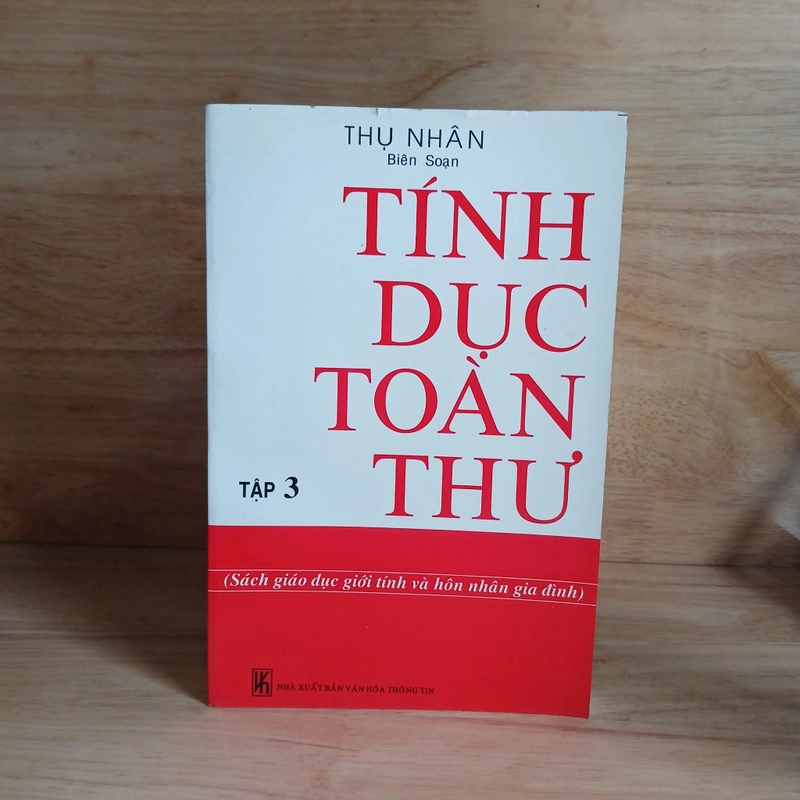 THỤ NHÂN
Biên Soạn
TÍNH
DỤC
TOÀN
THƯ
TẬP 3
(Sách giáo dục giới tính và hôn nhân gia đình)
NHÀ XUẤT BẢN VĂN HÓA THÔNG TIN